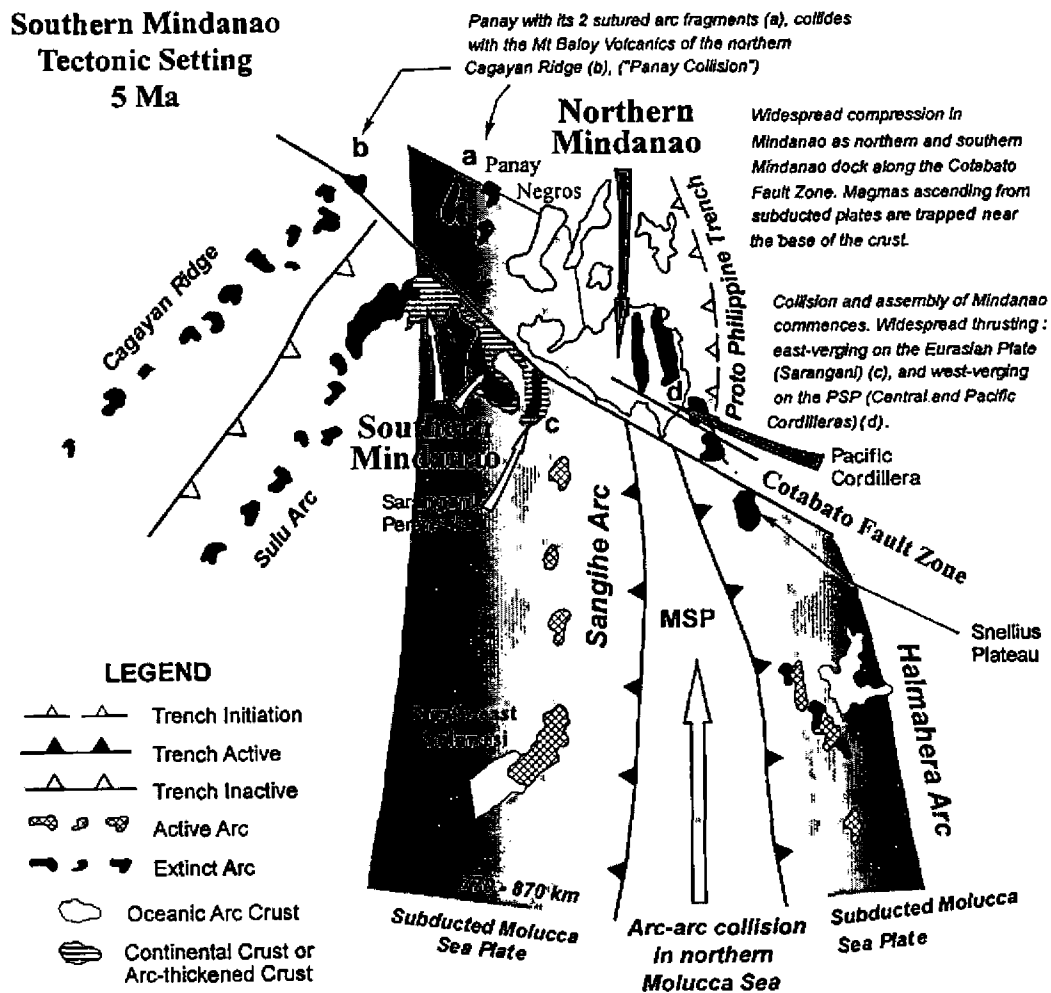 Southern Mindanao
Tectonic Setting
5 Ma
Panay with its 2 sutured arc fragments (a), collides
with the Mt Baloy Volcanics of the northern
Cagayan Ridge (b), ("Panay Collision")
Northern
Mindanao
Widespread compression in
Mindanao as northern and southern
Mindanao dock along the Cotabato
Fault Zone. Magmas ascending from
subducted plates are trapped near
the base of the crust.
b
a
Panay
Negros
Proto Philippine Trench
Cagayan Ridge
Collision and assembly of Mindanao
commences. Widespread thrusting :
east-verging on the Eurasian Plate
(Sarangani) (c), and west-verging
on the PSP (Central and Pacific
Cordilleras) (d).
d
c
Southern
Mindanao
Pacific
Cordillera
Sulu Arc
Sangihe Arc
Cotabato Fault Zone
MSP
Snellius
Plateau
Halmahera Arc
LEGEND
Trench Initiation
Trench Active
Trench Inactive
Active Arc
Extinct Arc
Oceanic Arc Crust
Continental Crust or
Arc-thickened Crust
870 km
Subducted Molucca
Sea Plate
Arc-arc collision
in northern
Molucca Sea
Subducted Molucca
Sea Plate